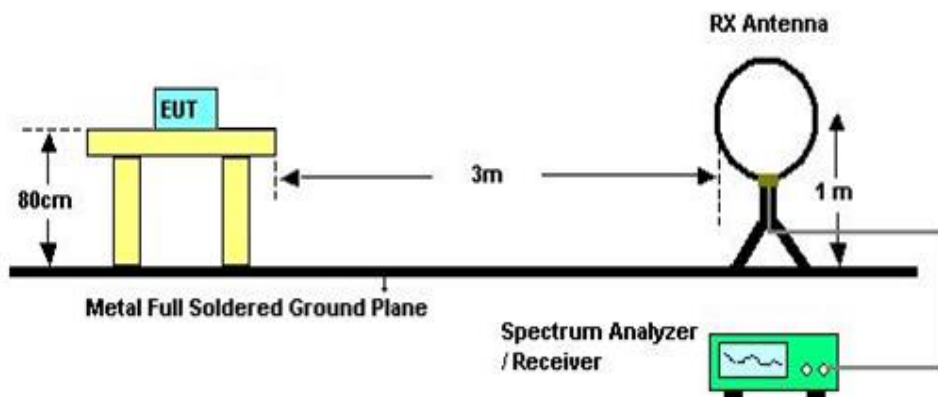 RX Antenna
EUT
3m
80cm
1 m
Metal Full Soldered Ground Plane
Spectrum Analyzer
/ Receiver